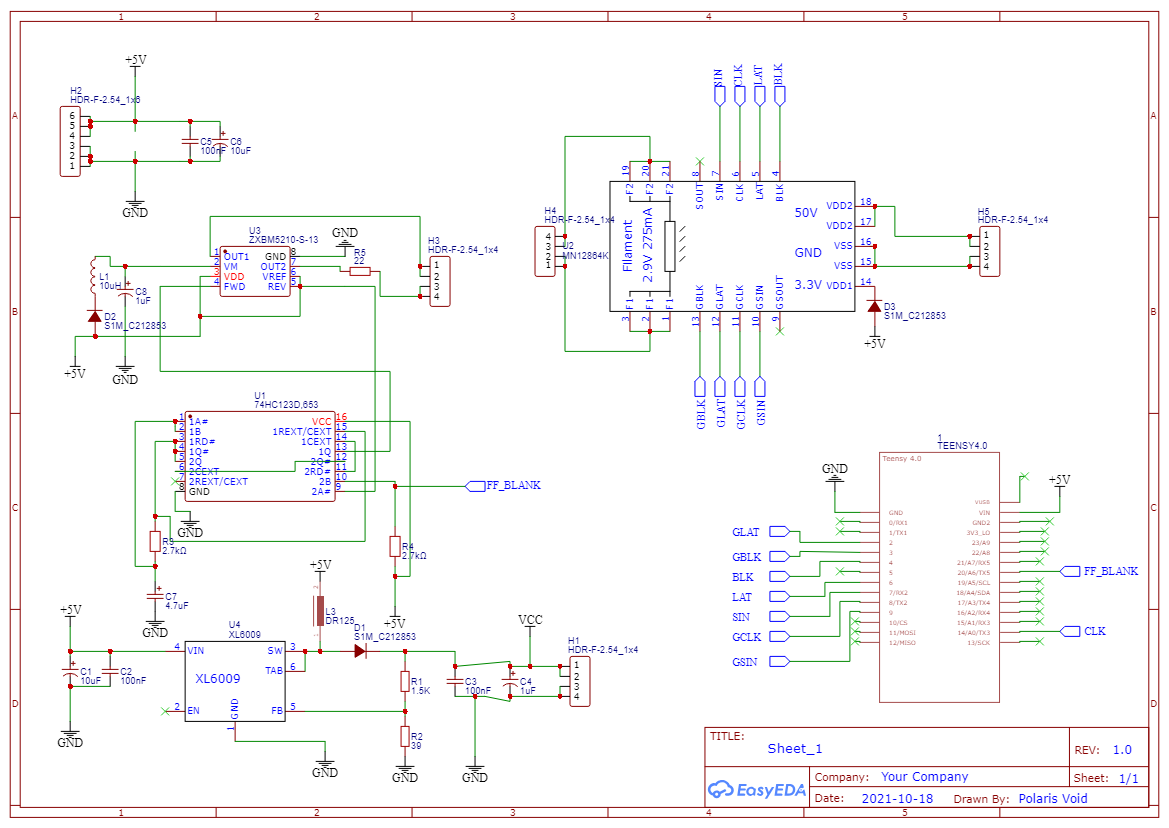 1 2 3 4 5
A
B
C
D
+5V
H2
HDR-F-2.54_1x6
6
5
4
3
2
1
C5
100nF
C6
10uF
GND
U3
ZXBM5210-S-13
1 OUT1
2 VM
3 VDD
4 FWD
GND 8
OUT2 7
VREF 6
REV 5
GND
R5
22
H3
HDR-F-2.54_1x4
1
2
3
4
L1
10uH
C8
1uF
D2
S1M_C212853
+5V
GND
SIN
CLK
LAT
BLK
H4
HDR-F-2.54_1x4
4
3
2
1
U2
MN12864K
19 20 21
F2 F2 F2
8 7 6 5 4
SOUT SIN CLK LAT BLK
Filament
2.9V 275mA
50V
GND
3.3V
VDD2 18
VDD2 17
VSS 16
VSS 15
VDD1 14
F1 F1 F1
3 2 1
GBLK GLAT GCLK GSIN GSOUT
13 12 11 10 9
GBLK
GLAT
GCLK
GSIN
H5
HDR-F-2.54_1x4
1
2
3
4
D3
S1M_C212853
+5V
U1
74HC123D,653
1 1A#
2 1B
3 1RD#
4 1Q#
5 2Q
6 2CEXT
7 2REXT/CEXT
8 GND
VCC 16
1REXT/CEXT 15
1CEXT 14
1Q 13
2Q# 12
2RD# 11
2B 10
2A# 9
FF_BLANK
GND
R3
2.7kΩ
R4
2.7kΩ
C7
4.7uF
GND
+5V
+5V
L3
DR125
1
2
+5V
C1
10uF
C2
100nF
GND
U4
XL6009
XL6009
4 VIN
2 EN
SW 3
TAB 6
FB 5
GND
1
GND
D1
S1M_C212853
R1
1.5K
R2
39
GND
C3
100nF
C4
1uF
VCC
GND
H1
HDR-F-2.54_1x4
1
2
3
4
1
TEENSY4.0
Teensy 4.0
GND
+5V
GLAT
GBLK
BLK
LAT
SIN
GCLK
GSIN
GND
0/RX1
1/TX1
2
3
4
5
6
7/RX2
8/TX2
9
10/CS
11/MOSI
12/MISO
VUSB
VIN
GND2
3V3_LO
23/A9
22/A8
21/A7/RX5
20/A6/TX5
19/A5/SCL
18/A4/SDA
17/A3/TX4
16/A2/RX4
15/A1/RX3
14/A0/TX3
13/SCK
FF_BLANK
CLK
TITLE:
Sheet_1
REV: 1.0
EasyEDA
Company: Your Company
Sheet: 1/1
Date: 2021-10-18 Drawn By: Polaris Void
1 2 3 4 5
A
B
C
D